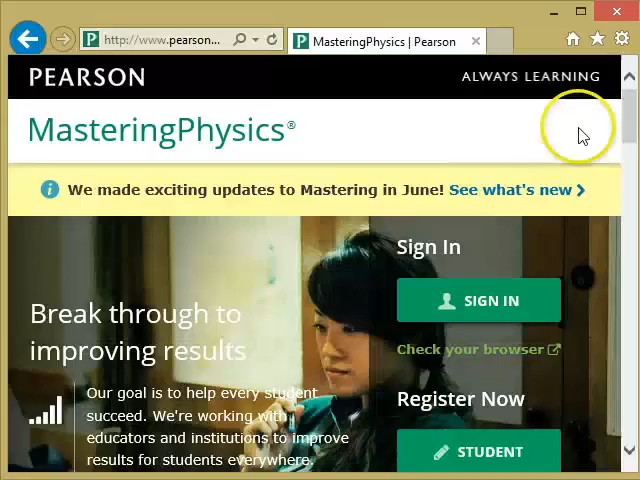 http://www.pearson...
MasteringPhysics | Pearson
PEARSON
ALWAYS LEARNING
MasteringPhysics®
We made exciting updates to Mastering in June! See what's new
Sign In
SIGN IN
Check your browser
Break through to
improving results
Our goal is to help every student
succeed. We're working with
educators and institutions to improve
results for students everywhere.
Register Now
STUDENT